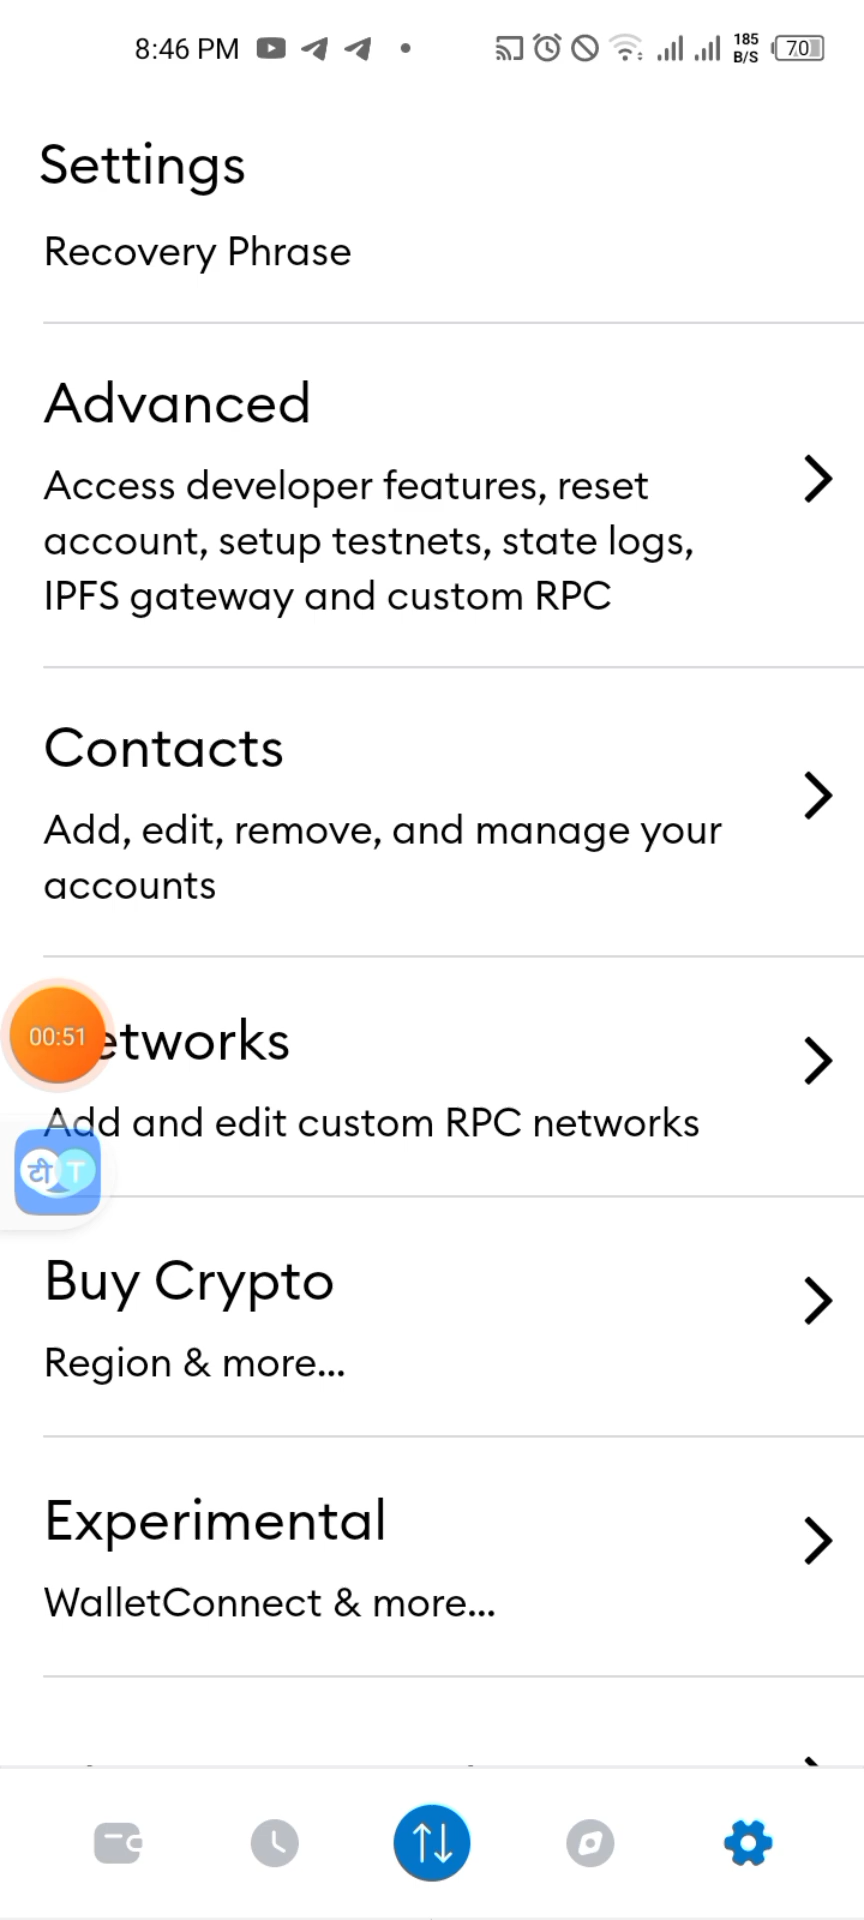 8:46 PM
185
B/S
70
Settings
Recovery Phrase
Advanced
Access developer features, reset
account, setup testnets, state logs,
IPFS gateway and custom RPC
Contacts
Add, edit, remove, and manage your
accounts
00:51
etworks
Add and edit custom RPC networks
टी T
Buy Crypto
Region & more...
Experimental
WalletConnect & more...